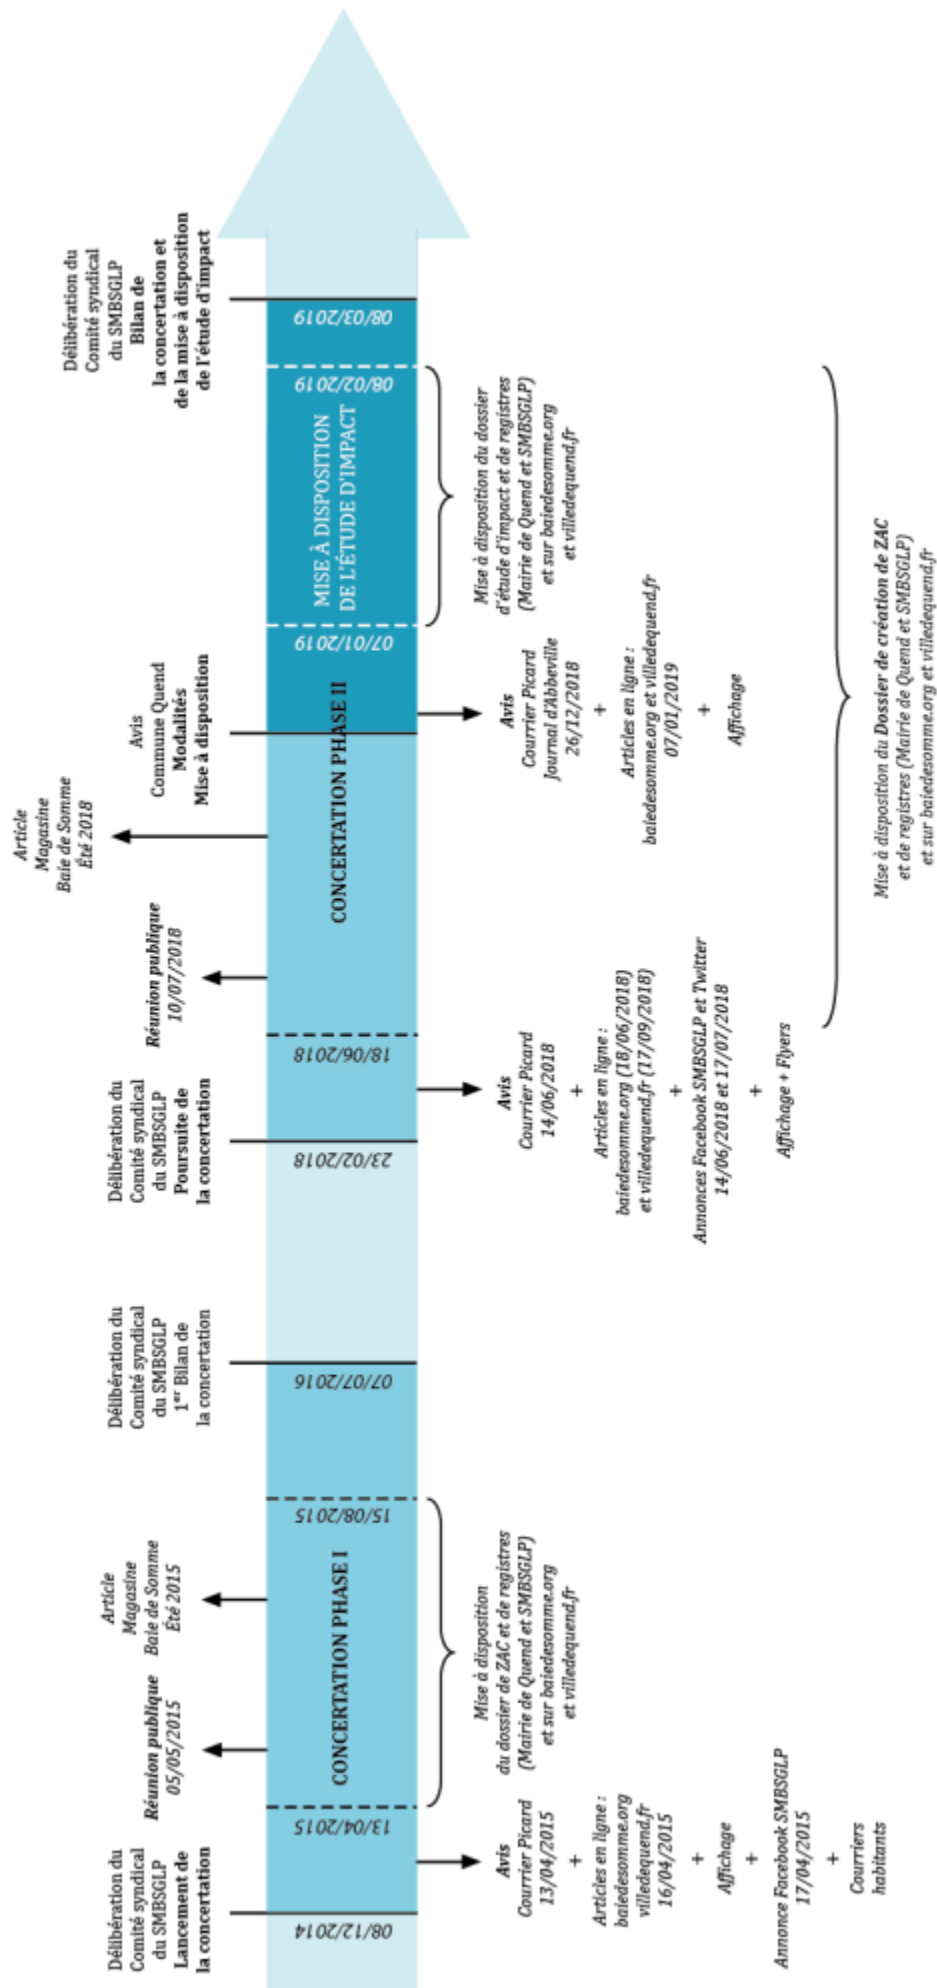 Délibération du
Comité syndical
du SMBSGLP
Lancement de
la concertation
Réunion publique
05/05/2015
Article
Magasine
Baie de Somme
Été 2015
Délibération du
Comité syndical
du SMBSGLP
1er Bilan de
la concertation
Délibération du
Comité syndical
du SMBSGLP
Poursuite de
la concertation
Réunion publique
10/07/2018
Article
Magasine
Baie de Somme
Été 2018
Avis
Commune Quend
Modalités
Mise à disposition
Délibération du
Comité syndical
du SMBSGLP
Bilan de
la concertation et
de la mise à disposition
de l'étude d'impact
08/12/2014
13/04/2015
CONCERTATION PHASE I
15/08/2015
07/07/2016
23/02/2018
18/06/2018
CONCERTATION PHASE II
07/01/2019
MISE À DISPOSITION
DE L'ÉTUDE D'IMPACT
08/02/2019
08/03/2019
Avis
Courrier Picard
13/04/2015
+
Articles en ligne :
baiedesomme.org
villedequend.fr
16/04/2015
+
Affichage
+
Annonce Facebook SMBSGLP
17/04/2015
+
Courriers
habitants
Mise à disposition
du dossier de ZAC et de registres
(Mairie de Quend et SMBSGLP)
et sur baiedesomme.org
et villedequend.fr
Avis
Courrier Picard
14/06/2018
+
Articles en ligne :
baiedesomme.org (18/06/2018)
et villedequend.fr (17/09/2018)
+
Annonces Facebook SMBSGLP et Twitter
14/06/2018 et 17/07/2018
+
Affichage + Flyers
Avis
Courrier Picard
Journal d'Abbeville
26/12/2018
+
Articles en ligne :
baiedesomme.org et villedequend.fr
07/01/2019
+
Affichage
Mise à disposition du dossier
d'étude d'impact et de registres
(Mairie de Quend et SMBSGLP)
et sur baiedesomme.org
et villedequend.fr
Mise à disposition du Dossier de création de ZAC
et de registres (Mairie de Quend et SMBSGLP)
et sur baiedesomme.org et villedequend.fr